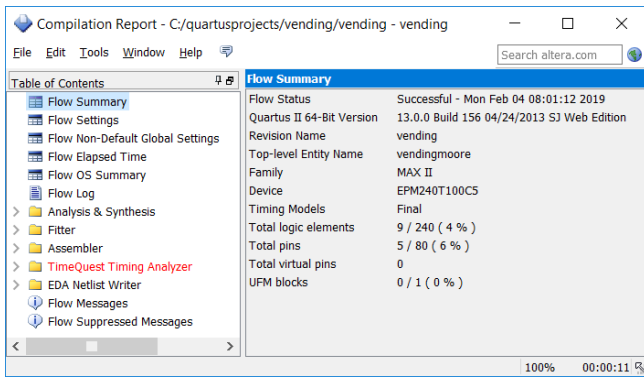 Compilation Report - C:/quartusprojects/vending/vending - vending
File Edit Tools Window Help
Search altera.com
Table of Contents
Flow Summary
Flow Settings
Flow Non-Default Global Settings
Flow Elapsed Time
Flow OS Summary
Flow Log
Analysis & Synthesis
Fitter
Assembler
TimeQuest Timing Analyzer
EDA Netlist Writer
Flow Messages
Flow Suppressed Messages
Flow Summary
Flow Status Successful - Mon Feb 04 08:01:12 2019
Quartus II 64-Bit Version 13.0.0 Build 156 04/24/2013 SJ Web Edition
Revision Name vending
Top-level Entity Name vendingmoore
Family MAX II
Device EPM240T100C5
Timing Models Final
Total logic elements 9 / 240 ( 4 % )
Total pins 5 / 80 ( 6 % )
Total virtual pins 0
UFM blocks 0 / 1 ( 0 % )
100% 00:00:11